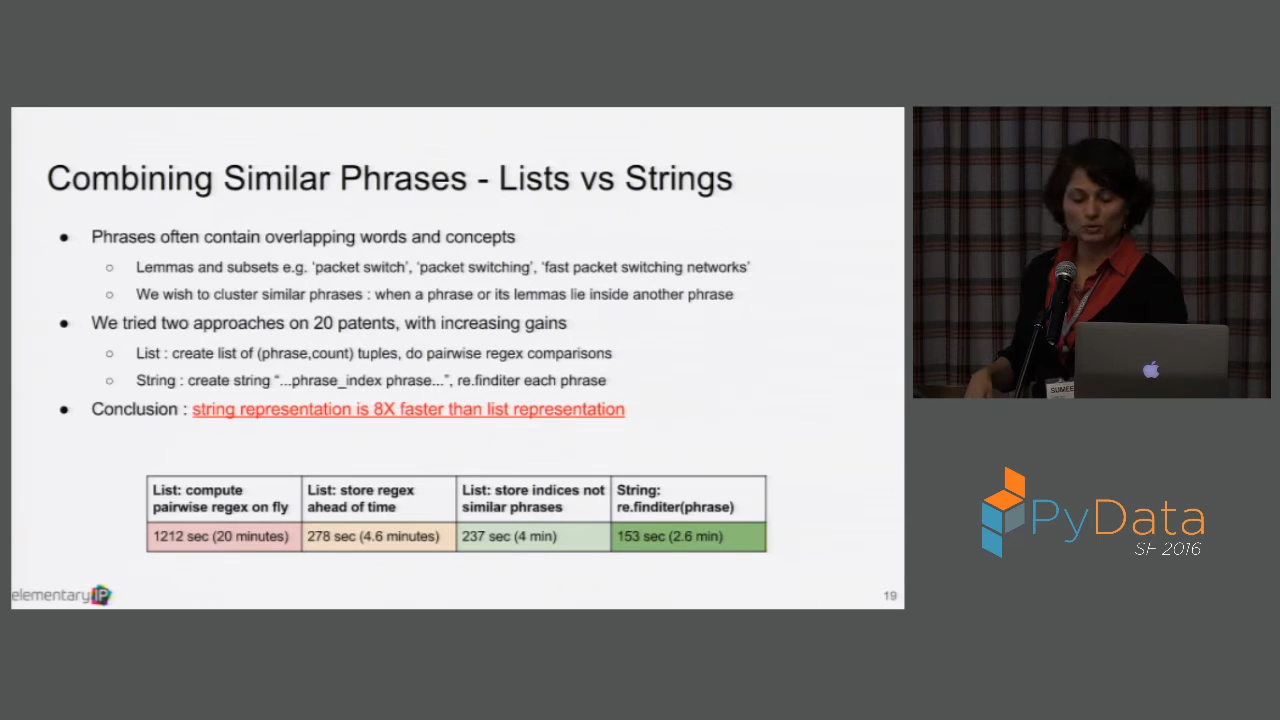 Combining Similar Phrases - Lists vs Strings
● Phrases often contain overlapping words and concepts
○ Lemmas and subsets e.g. ‘packet switch’, ‘packet switching’, ‘fast packet switching networks’
○ We wish to cluster similar phrases : when a phrase or its lemmas lie inside another phrase
● We tried two approaches on 20 patents, with increasing gains
○ List : create list of (phrase,count) tuples, do pairwise regex comparisons
○ String : create string “...phrase_index phrase...”, re.finditer each phrase
● Conclusion : string representation is 8X faster than list representation
List: compute pairwise regex on fly
List: store regex ahead of time
List: store indices not similar phrases
String: re.finditer(phrase)
1212 sec (20 minutes)
278 sec (4.6 minutes)
237 sec (4 min)
153 sec (2.6 min)
elementaryIP
19
SUMEE
PyData
SF 2016